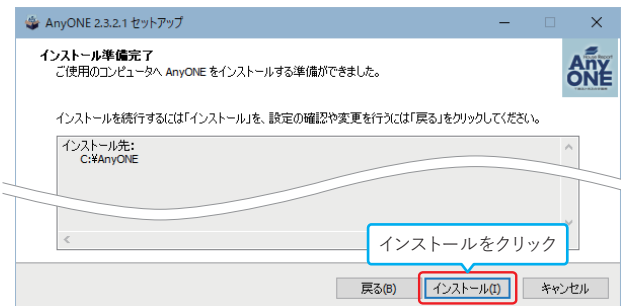 AnyONE 2.3.2.1 セットアップ
インストール準備完了
ご使用のコンピュータへ AnyONE をインストールする準備ができました。
Any
ONE
インストールを続行するには「インストール」を、設定の確認や変更を行うには「戻る」をクリックしてください。
インストール先:
C:¥AnyONE
インストールをクリック
戻る(B)
インストール(I)
キャンセル